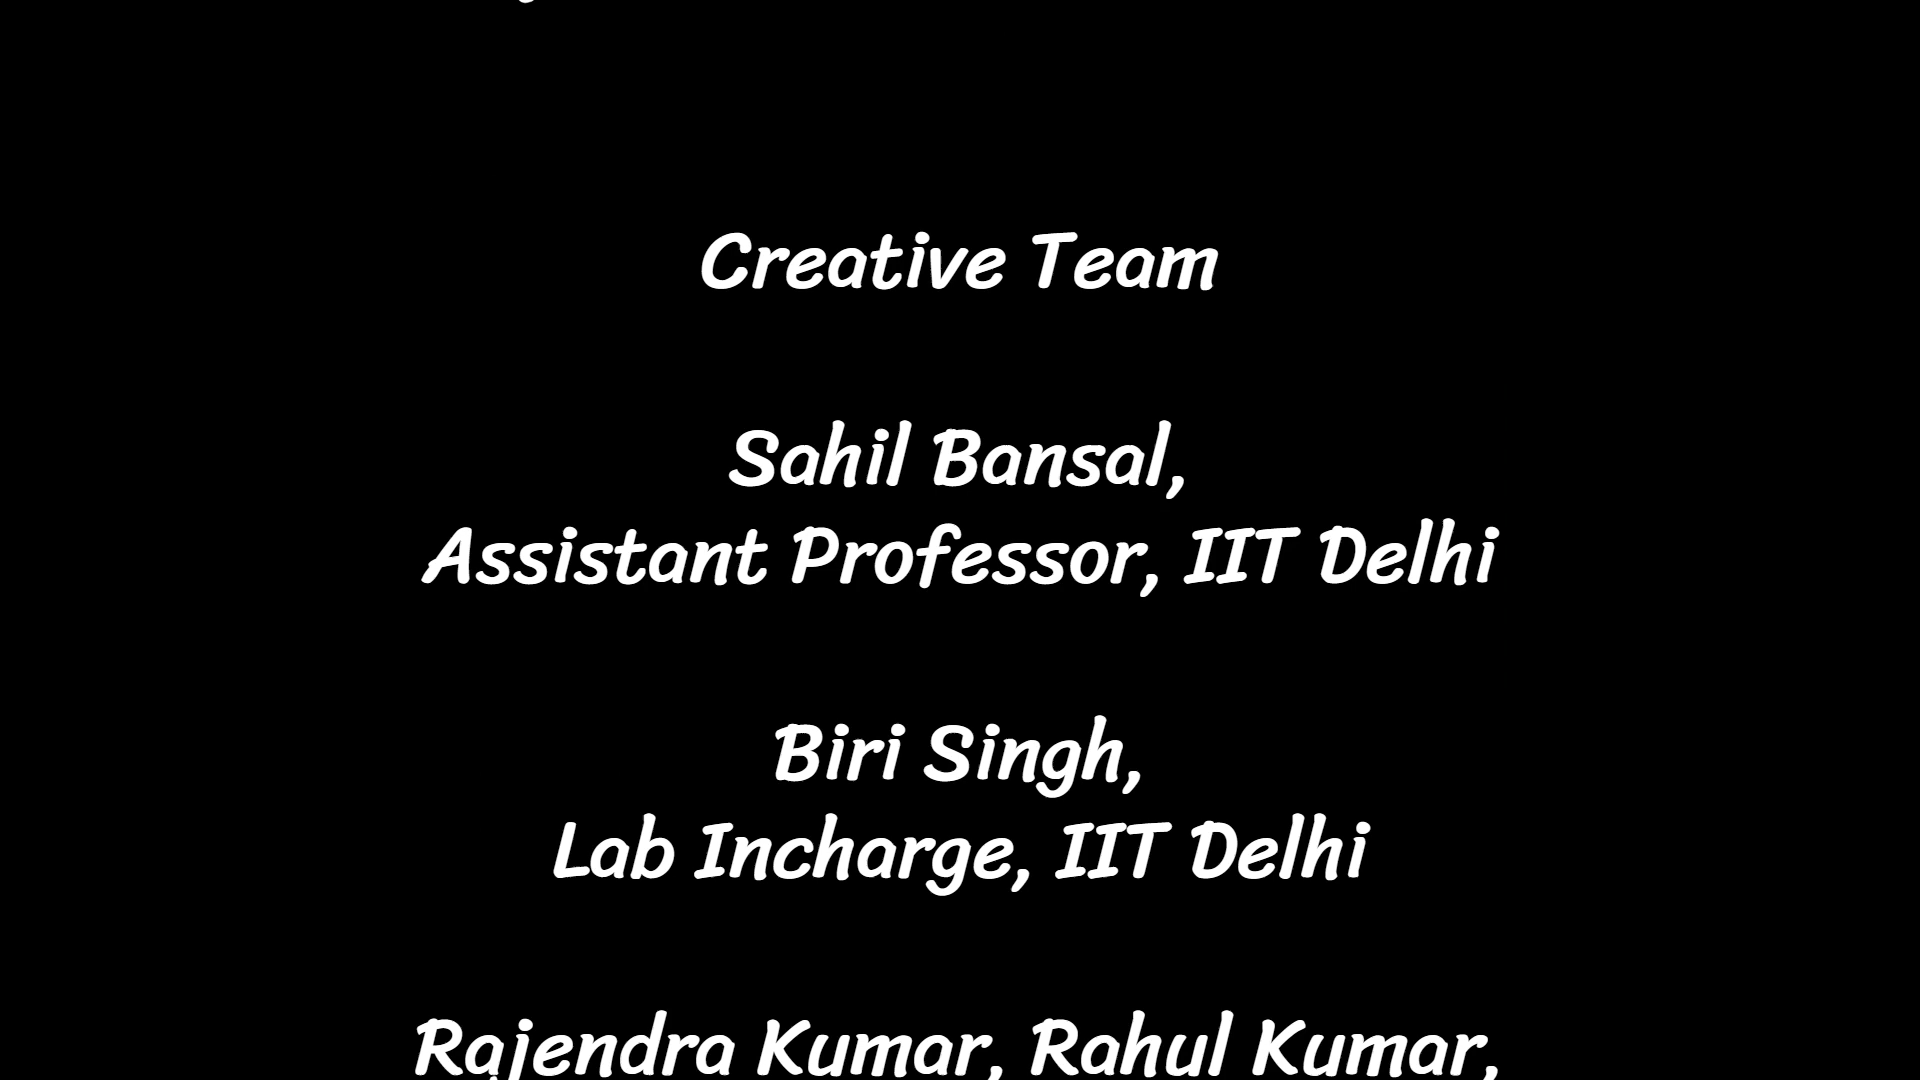 Creative Team
Sahil Bansal,
Assistant Professor, IIT Delhi
Biri Singh,
Lab Incharge, IIT Delhi
Rajendra Kumar, Rahul Kumar,